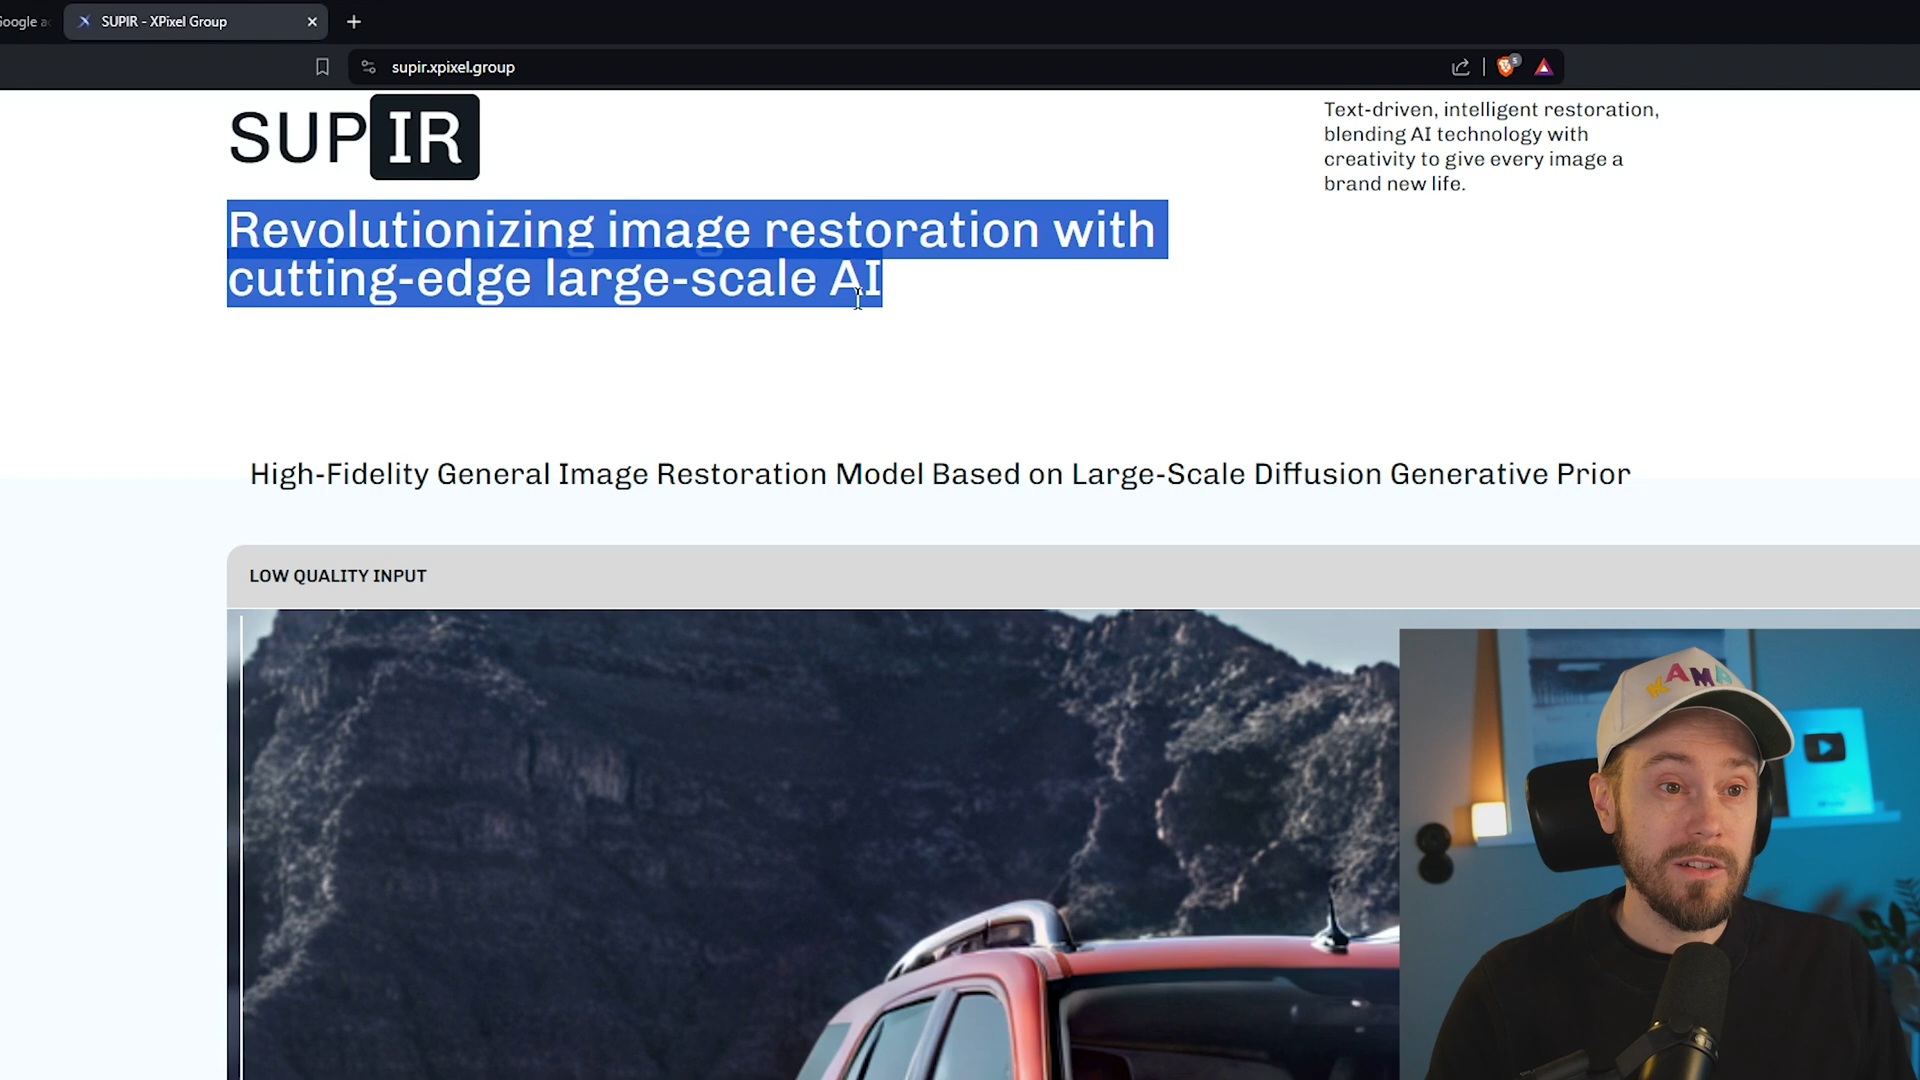 SUPIR - XPixel Group
supir.xpixel.group
5
SUPIR
Text-driven, intelligent restoration,
blending AI technology with
creativity to give every image a
brand new life.
Revolutionizing image restoration with
cutting-edge large-scale AI
High-Fidelity General Image Restoration Model Based on Large-Scale Diffusion Generative Prior
LOW QUALITY INPUT